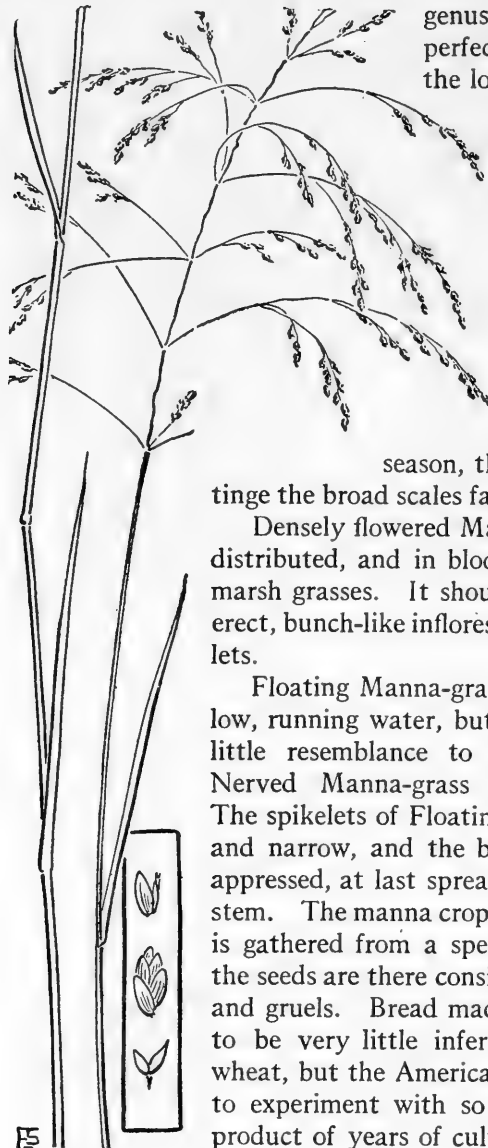 genus
perfec
the lo
season, th
tinge the broad scales fa
Densely flowered Ma
distributed, and in bloo
marsh grasses. It shou
erect, bunch-like inflores
lets.
Floating Manna-gra
low, running water, but
little resemblance to
Nerved Manna-grass
The spikelets of Floatin
and narrow, and the b
appressed, at last sprea
stem. The manna crop
is gathered from a spe
the seeds are there consi
and gruels. Bread mad
to be very little infer
wheat, but the America
to experiment with so
product of years of cul